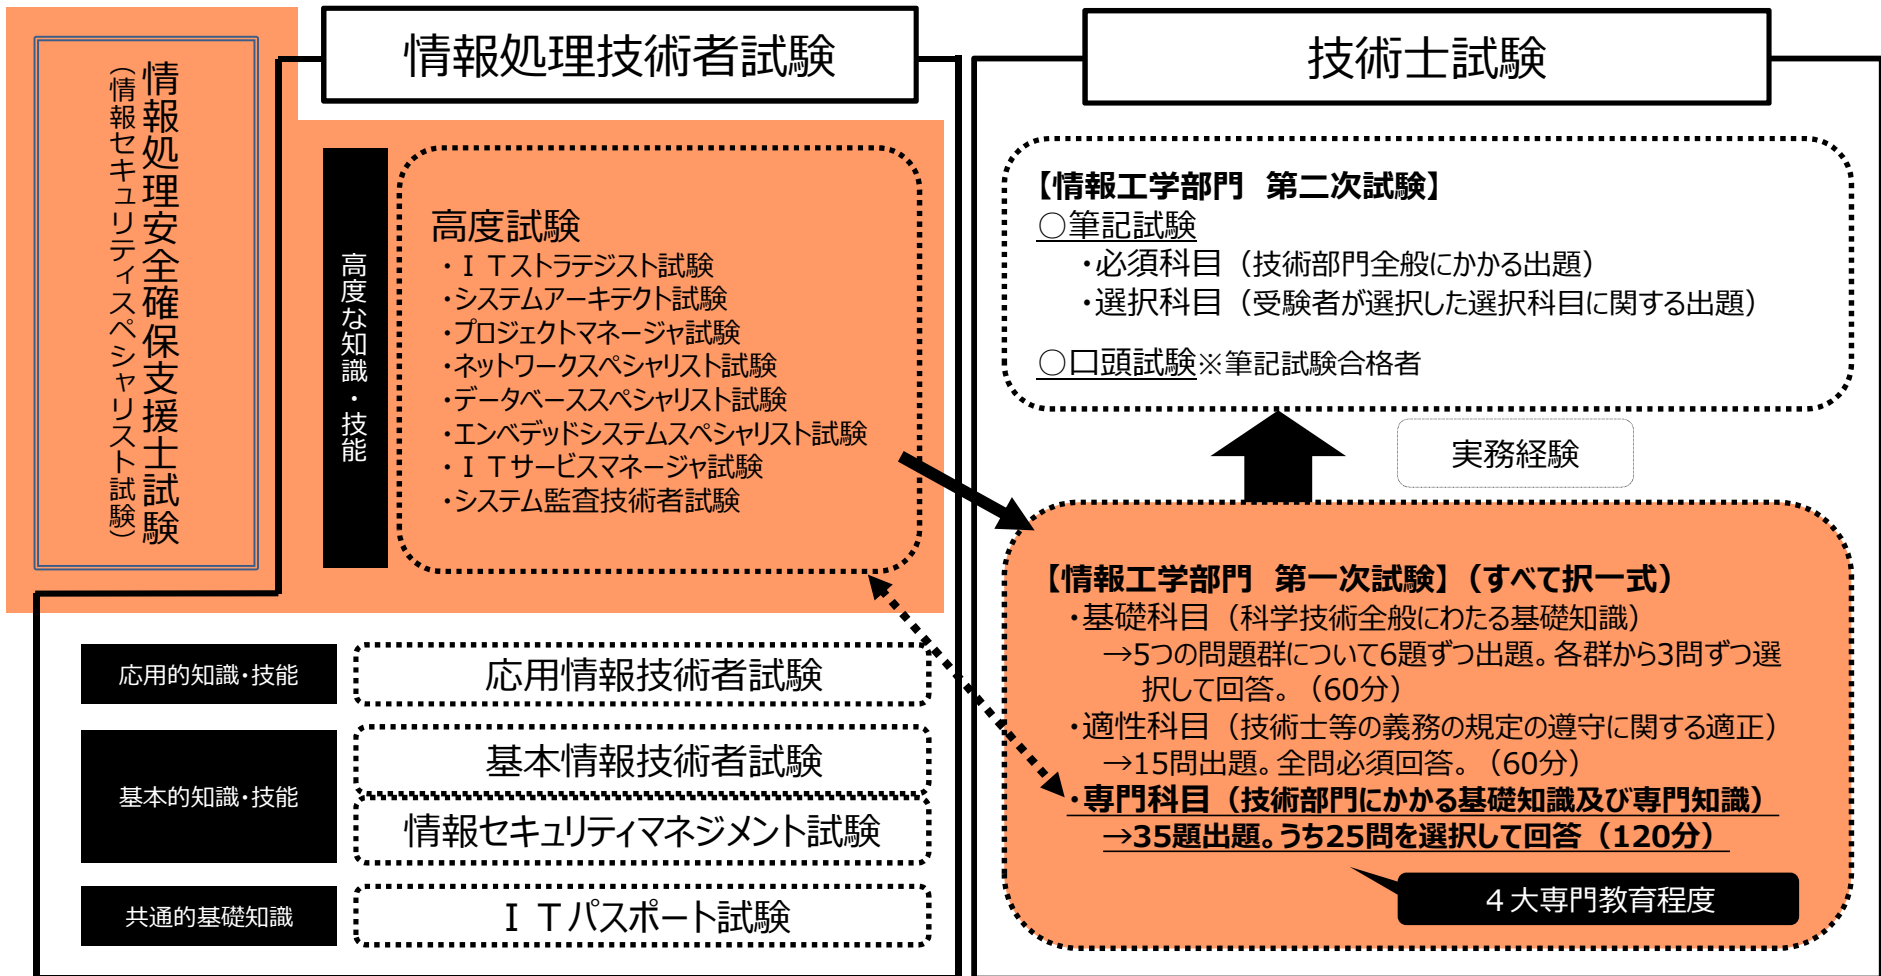 情報処理安全確保支援士試験
（情報セキュリティスペシャリスト試験）
情報処理技術者試験
高度な知識・技能
高度試験
・ＩＴストラテジスト試験
・システムアーキテクト試験
・プロジェクトマネージャ試験
・ネットワークスペシャリスト試験
・データベーススペシャリスト試験
・エンベデッドシステムスペシャリスト試験
・ＩＴサービスマネージャ試験
・システム監査技術者試験
応用的知識・技能
応用情報技術者試験
基本的知識・技能
基本情報技術者試験
情報セキュリティマネジメント試験
共通的基礎知識
ＩＴパスポート試験
技術士試験
【情報工学部門　第二次試験】
○筆記試験
・必須科目（技術部門全般にかかる出題）
・選択科目（受験者が選択した選択科目に関する出題）
○口頭試験※筆記試験合格者
実務経験
【情報工学部門　第一次試験】（すべて択一式）
・基礎科目（科学技術全般にわたる基礎知識）
→5つの問題群について6題ずつ出題。各群から3問ずつ選
択して回答。（60分）
・適性科目（技術士等の義務の規定の遵守に関する適正）
→15問出題。全問必須回答。（60分）
・専門科目（技術部門にかかる基礎知識及び専門知識）
→35題出題。うち25問を選択して回答（120分）
４大専門教育程度